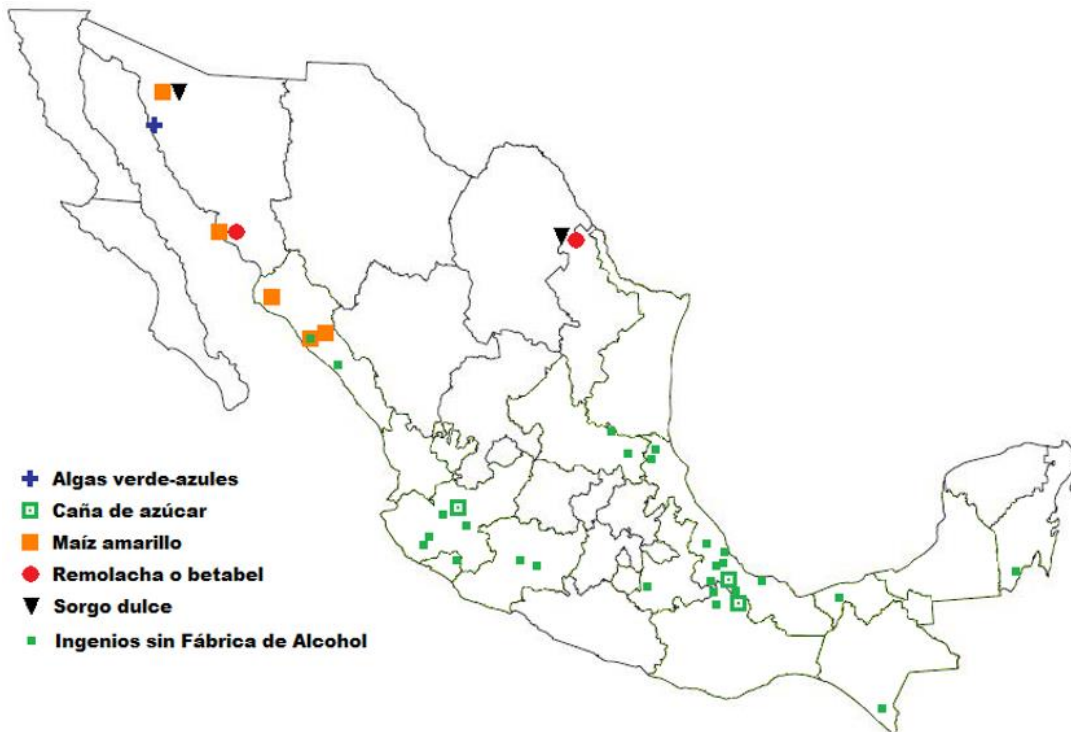 Algas verde-azules
Caña de azúcar
Maíz amarillo
Remolacha o betabel
Sorgo dulce
Ingenios sin Fábrica de Alcohol